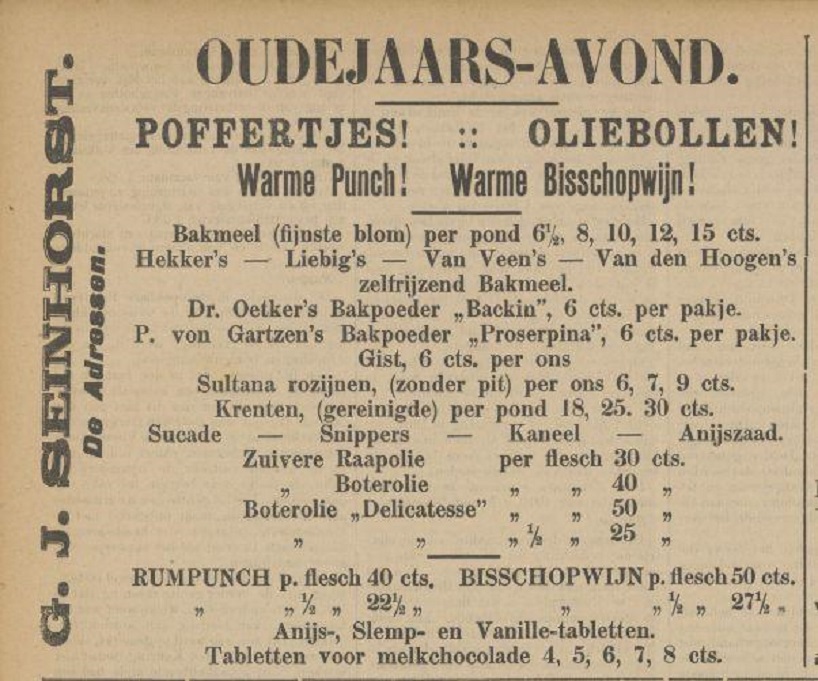 G. J. SEINHORST.
De Adressen.
OUDEJAARS-AVOND.
POFFERTJES! :: OLIEBOLLEN!
Warme Punch! Warme Bisschopwijn!
Bakmeel (fijnste blom) per pond 6½, 8, 10, 12, 15 cts.
Hekker's — Liebig's — Van Veen's — Van den Hoogen's
zelfrijzend Bakmeel.
Dr. Oetker's Bakpoeder „Backin”, 6 cts. per pakje.
P. von Gartzen's Bakpoeder „Proserpina”, 6 cts. per pakje.
Gist, 6 cts. per ons
Sultana rozijnen, (zonder pit) per ons 6, 7, 9 cts.
Krenten, (gereinigde) per pond 18, 25. 30 cts.
Sucade — Snippers — Kaneel — Anijszaad.
Zuivere Raapolie per flesch 30 cts.
„ Boterolie „ „ 40 „
Boterolie „Delicatesse” „ „ 50 „
„ „ „ ½ „ 25 „
RUMPUNCH p. flesch 40 cts. BISSCHOPWIJN p. flesch 50 cts.
„ „ ½ „ 22½ „ „ „ ½ „ 27½ „
Anijs-, Slemp- en Vanille-tabletten.
Tabletten voor melkchocolade 4, 5, 6, 7, 8 cts.